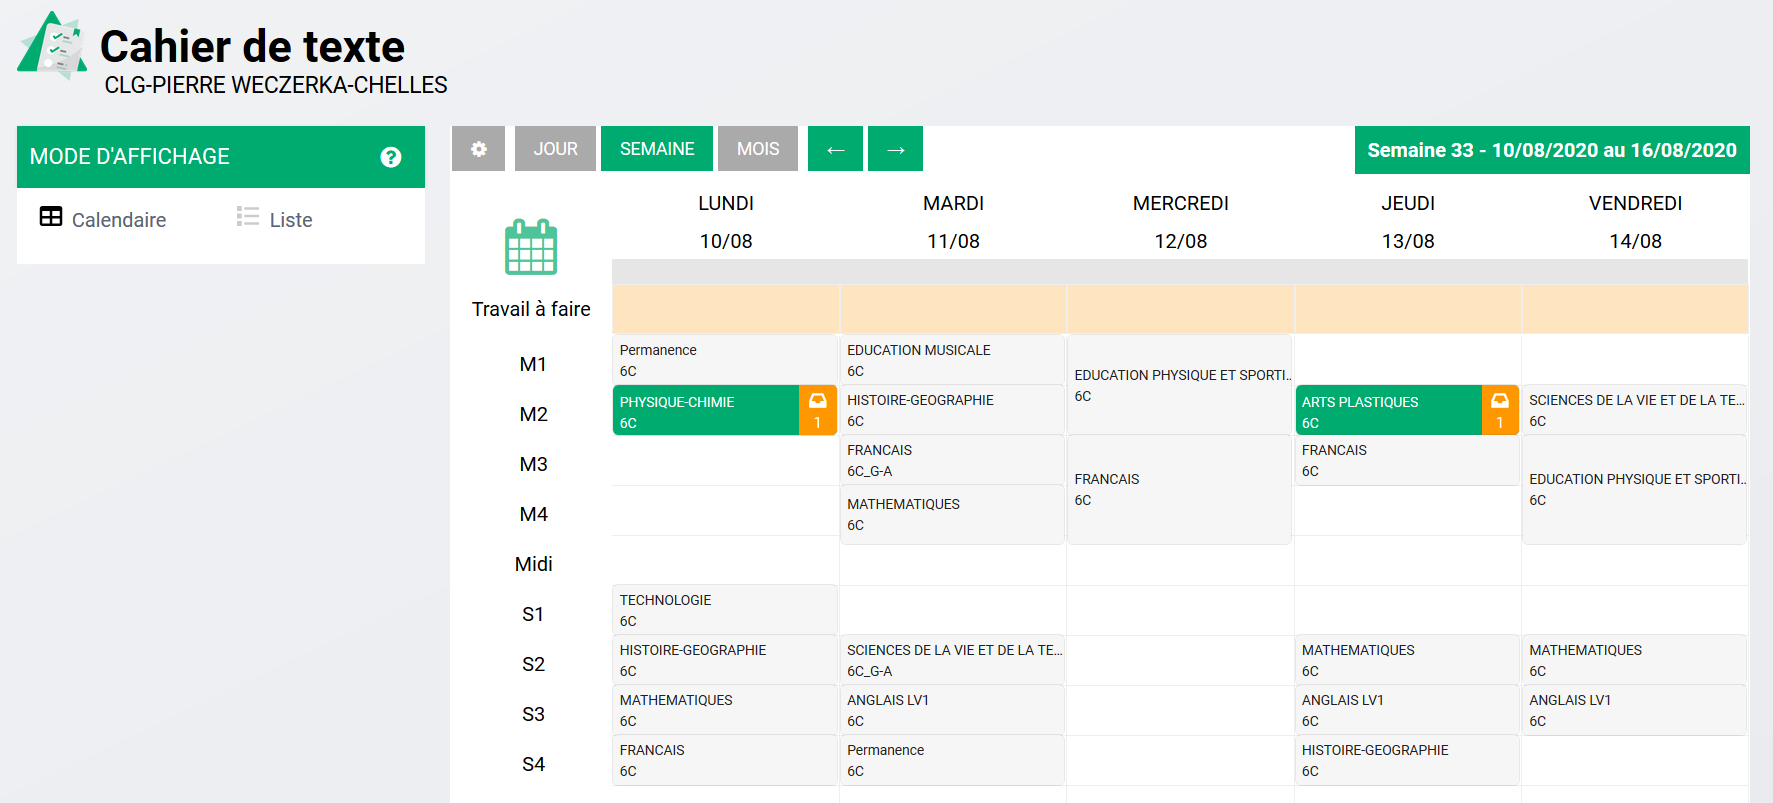 Cahier de texte
CLG-PIERRE WECZERKA-CHELLES
MODE D'AFFICHAGE
?
Calendaire
Liste
JOUR
SEMAINE
MOIS
←
→
Semaine 33 - 10/08/2020 au 16/08/2020
LUNDI
MARDI
MERCREDI
JEUDI
VENDREDI
10/08
11/08
12/08
13/08
14/08
Travail à faire
M1
Permanence
6C
EDUCATION MUSICALE
6C
EDUCATION PHYSIQUE ET SPORTI...
6C
M2
PHYSIQUE-CHIMIE
6C
1
HISTOIRE-GEOGRAPHIE
6C
ARTS PLASTIQUES
6C
1
SCIENCES DE LA VIE ET DE LA TE...
6C
M3
FRANCAIS
6C_G-A
FRANCAIS
6C
FRANCAIS
6C
EDUCATION PHYSIQUE ET SPORTI...
6C
M4
MATHEMATIQUES
6C
Midi
S1
TECHNOLOGIE
6C
S2
HISTOIRE-GEOGRAPHIE
6C
SCIENCES DE LA VIE ET DE LA TE...
6C_G-A
MATHEMATIQUES
6C
MATHEMATIQUES
6C
S3
MATHEMATIQUES
6C
ANGLAIS LV1
6C
ANGLAIS LV1
6C
ANGLAIS LV1
6C
S4
FRANCAIS
6C
Permanence
6C
HISTOIRE-GEOGRAPHIE
6C